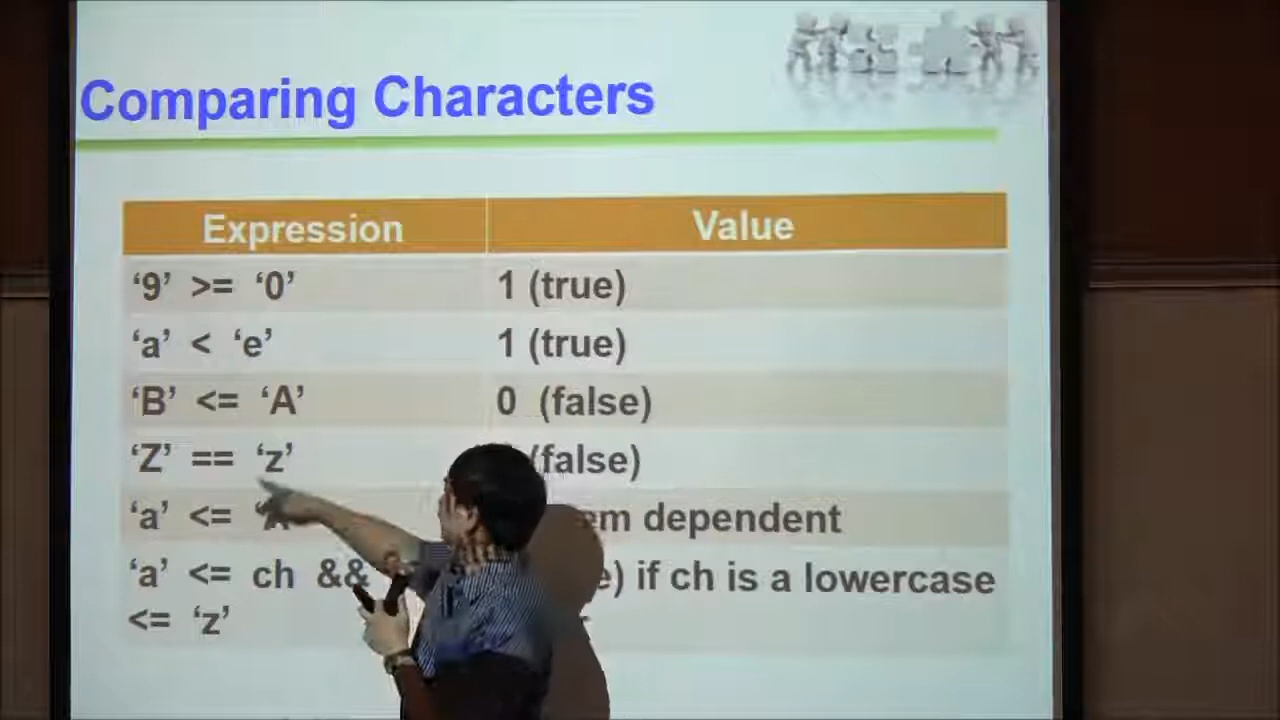 Comparing Characters
Expression Value
‘9’ >= ‘0’ 1 (true)
‘a’ < ‘e’ 1 (true)
‘B’ <= ‘A’ 0 (false)
‘Z’ == ‘z’ (false)
‘a’ <= ‘A’ dependent
‘a’ <= ch && if ch is a lowercase
<= ‘z’